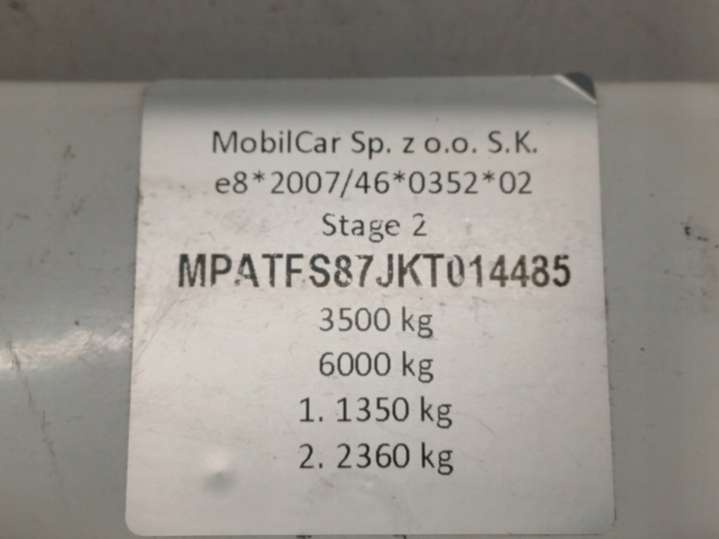 MobilCar Sp. z o.o. S.K.
e8*2007/46*0352*02
Stage 2
MPATFS87JKT014485
3500 kg
6000 kg
1. 1350 kg
2. 2360 kg